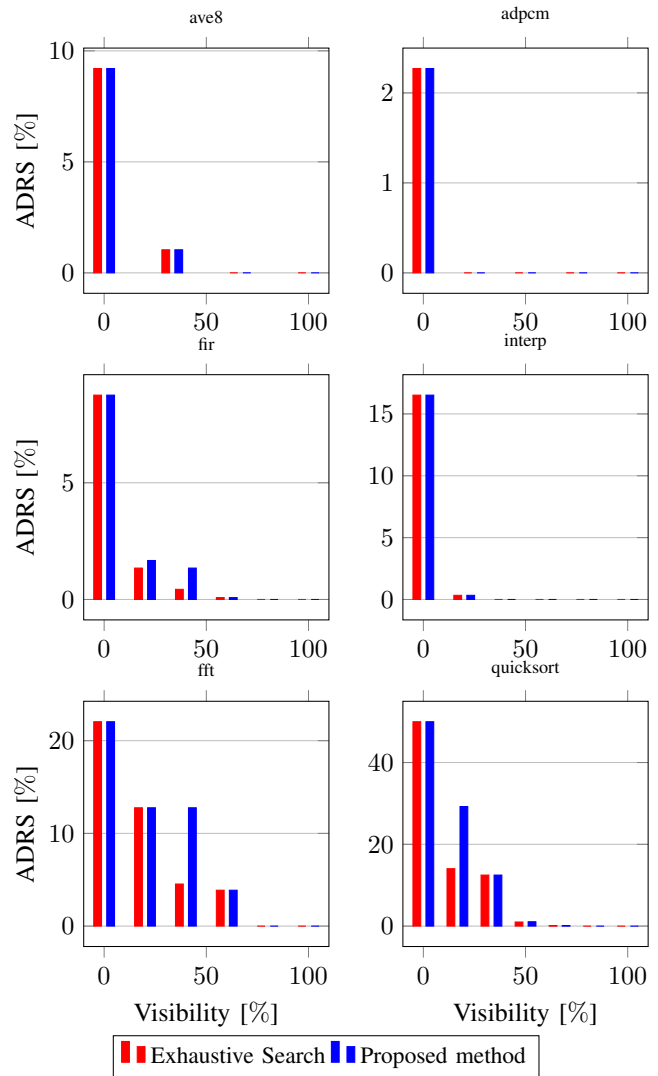 ave8
adpcm
10
5
0
ADRS [%]
0 50 100
2
1
0
0 50 100
fir
interp
5
0
ADRS [%]
0 50 100
15
10
5
0
0 50 100
fft
quicksort
20
10
0
ADRS [%]
0 50 100
Visibility [%]
40
20
0
0 50 100
Visibility [%]
Exhaustive Search Proposed method